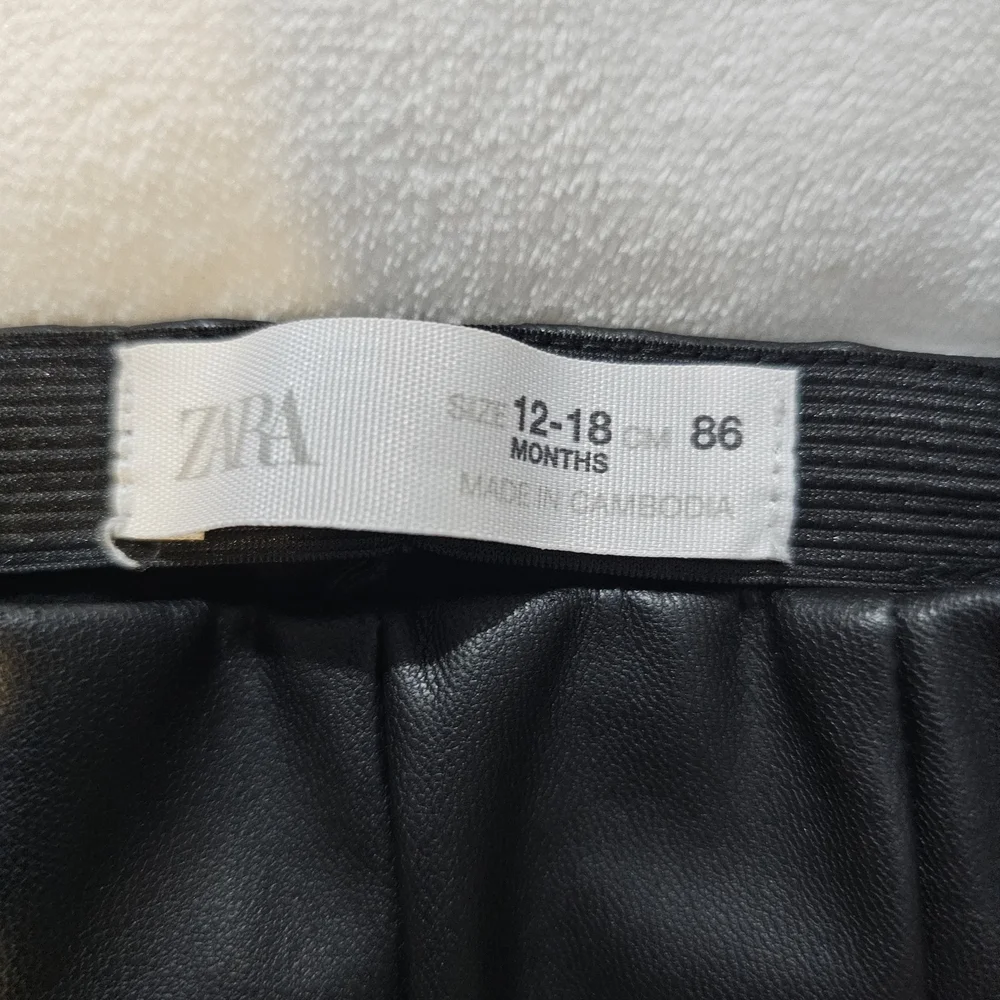 ZARA
SIZE 12-18 MONTHS CM 86
MADE IN CAMBODIA